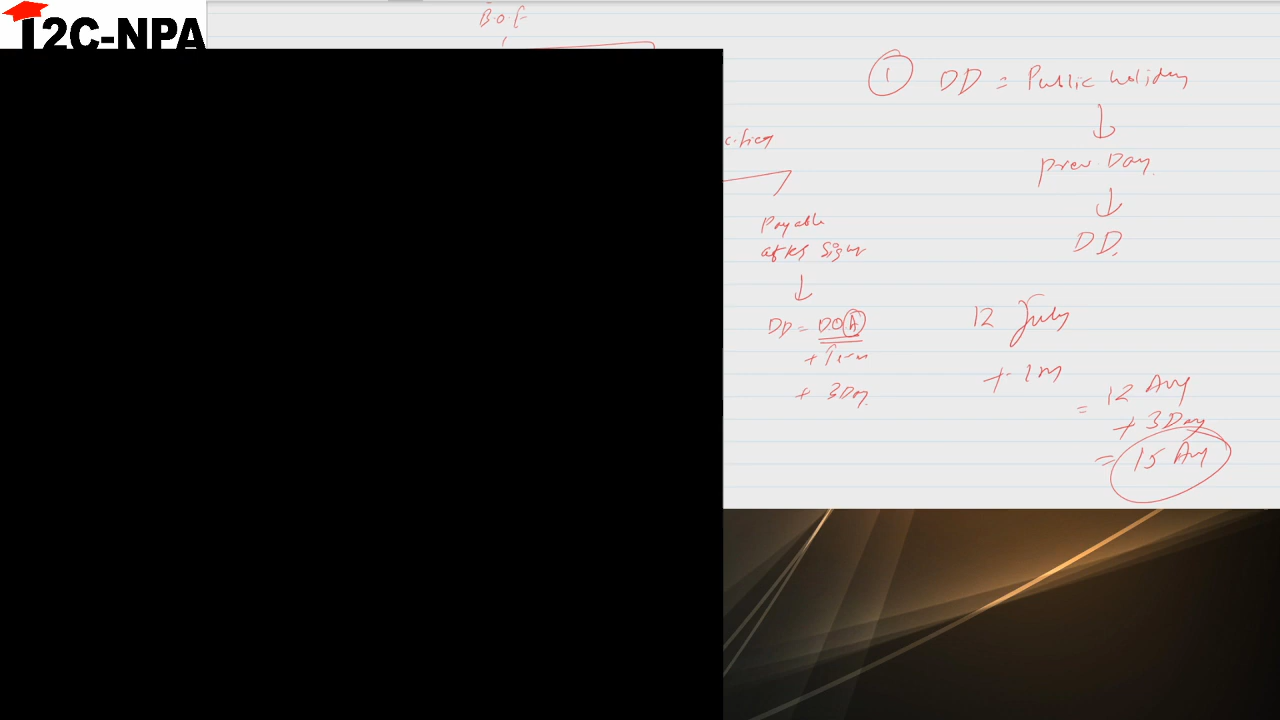 12C-NPA
B.O.E
① DD = Public holiday
↓
Prev. Day.
↓
DD.
Payable
after Sight
↓
DD = DOA
+ Term
+ 3 Day.
12 July
+ 1m
= 12 Aug
+ 3 Day
= 15 Aug